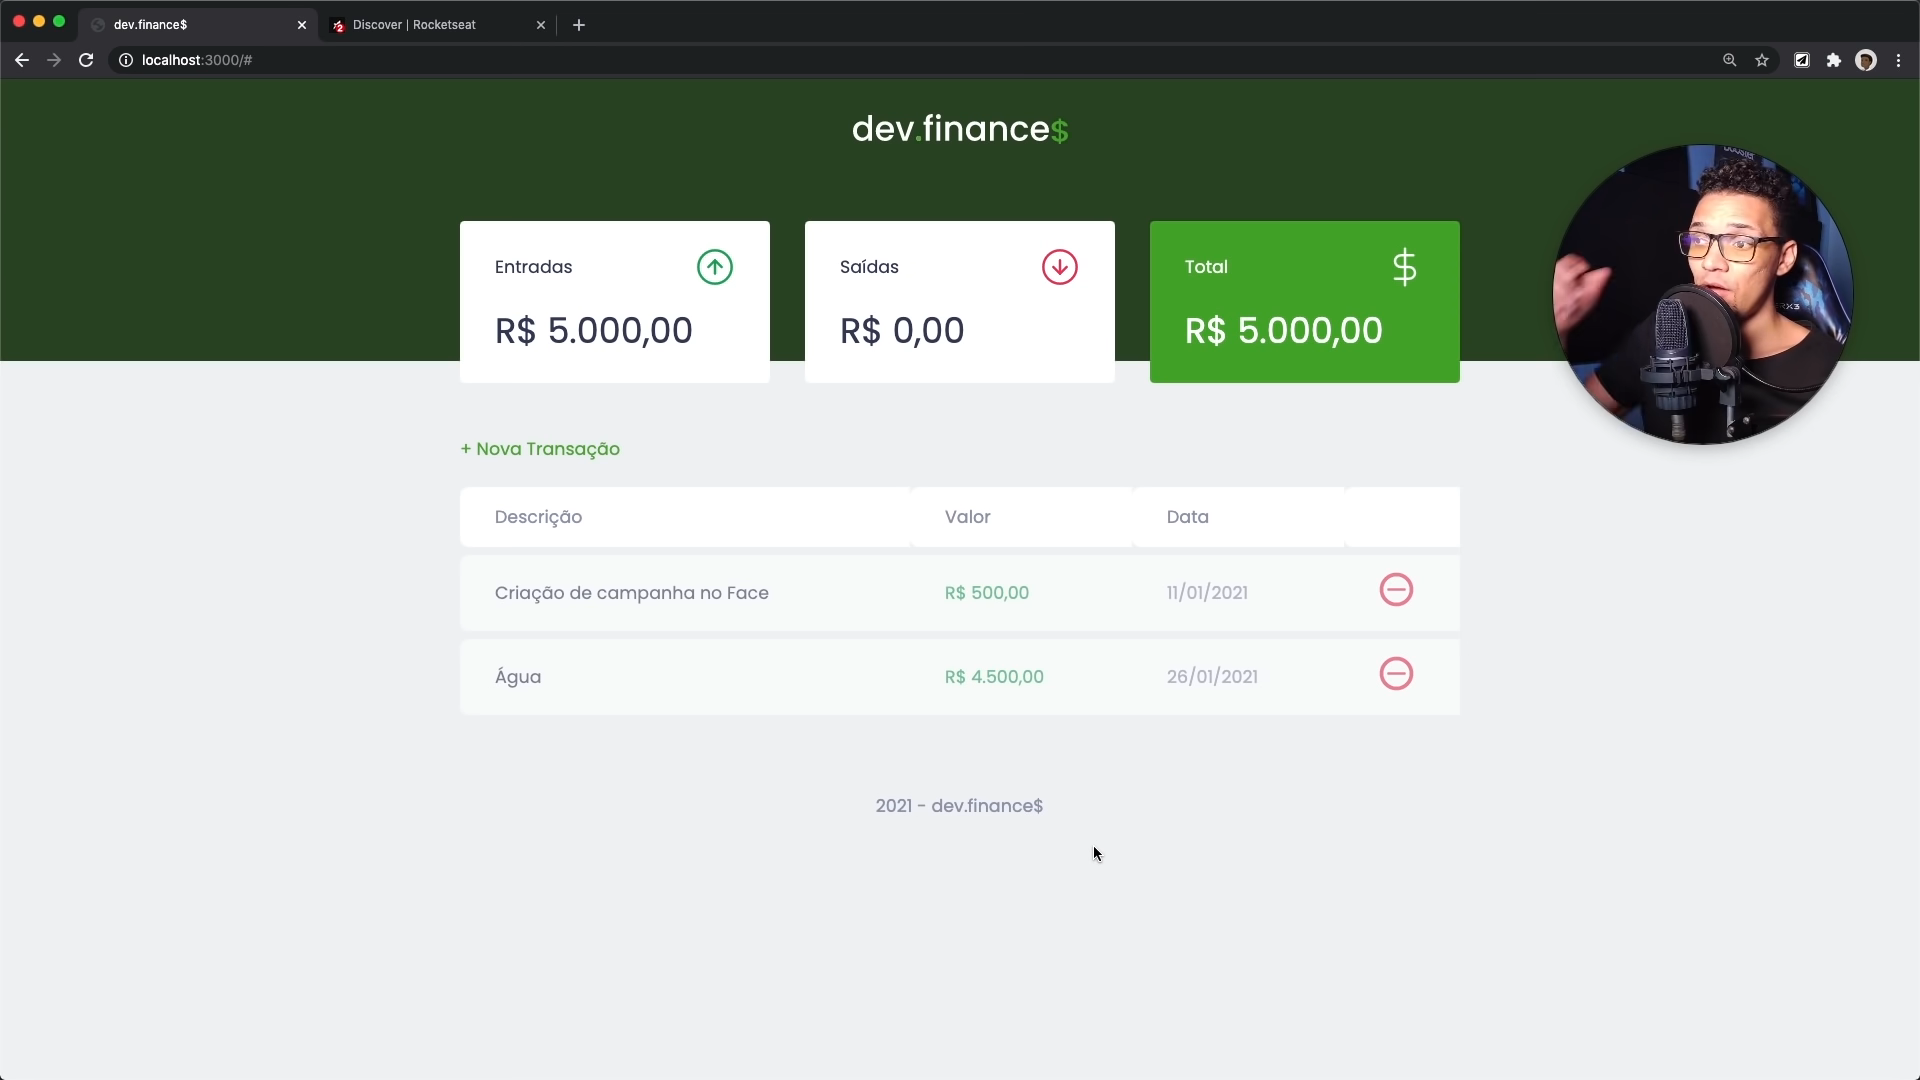 dev.finance$
Discover | Rocketseat
localhost:3000/#
dev.finance$
Entradas
R$ 5.000,00
Saídas
R$ 0,00
Total
$
R$ 5.000,00
+ Nova Transação
Descrição Valor Data
Criação de campanha no Face R$ 500,00 11/01/2021
Água R$ 4.500,00 26/01/2021
2021 - dev.finance$